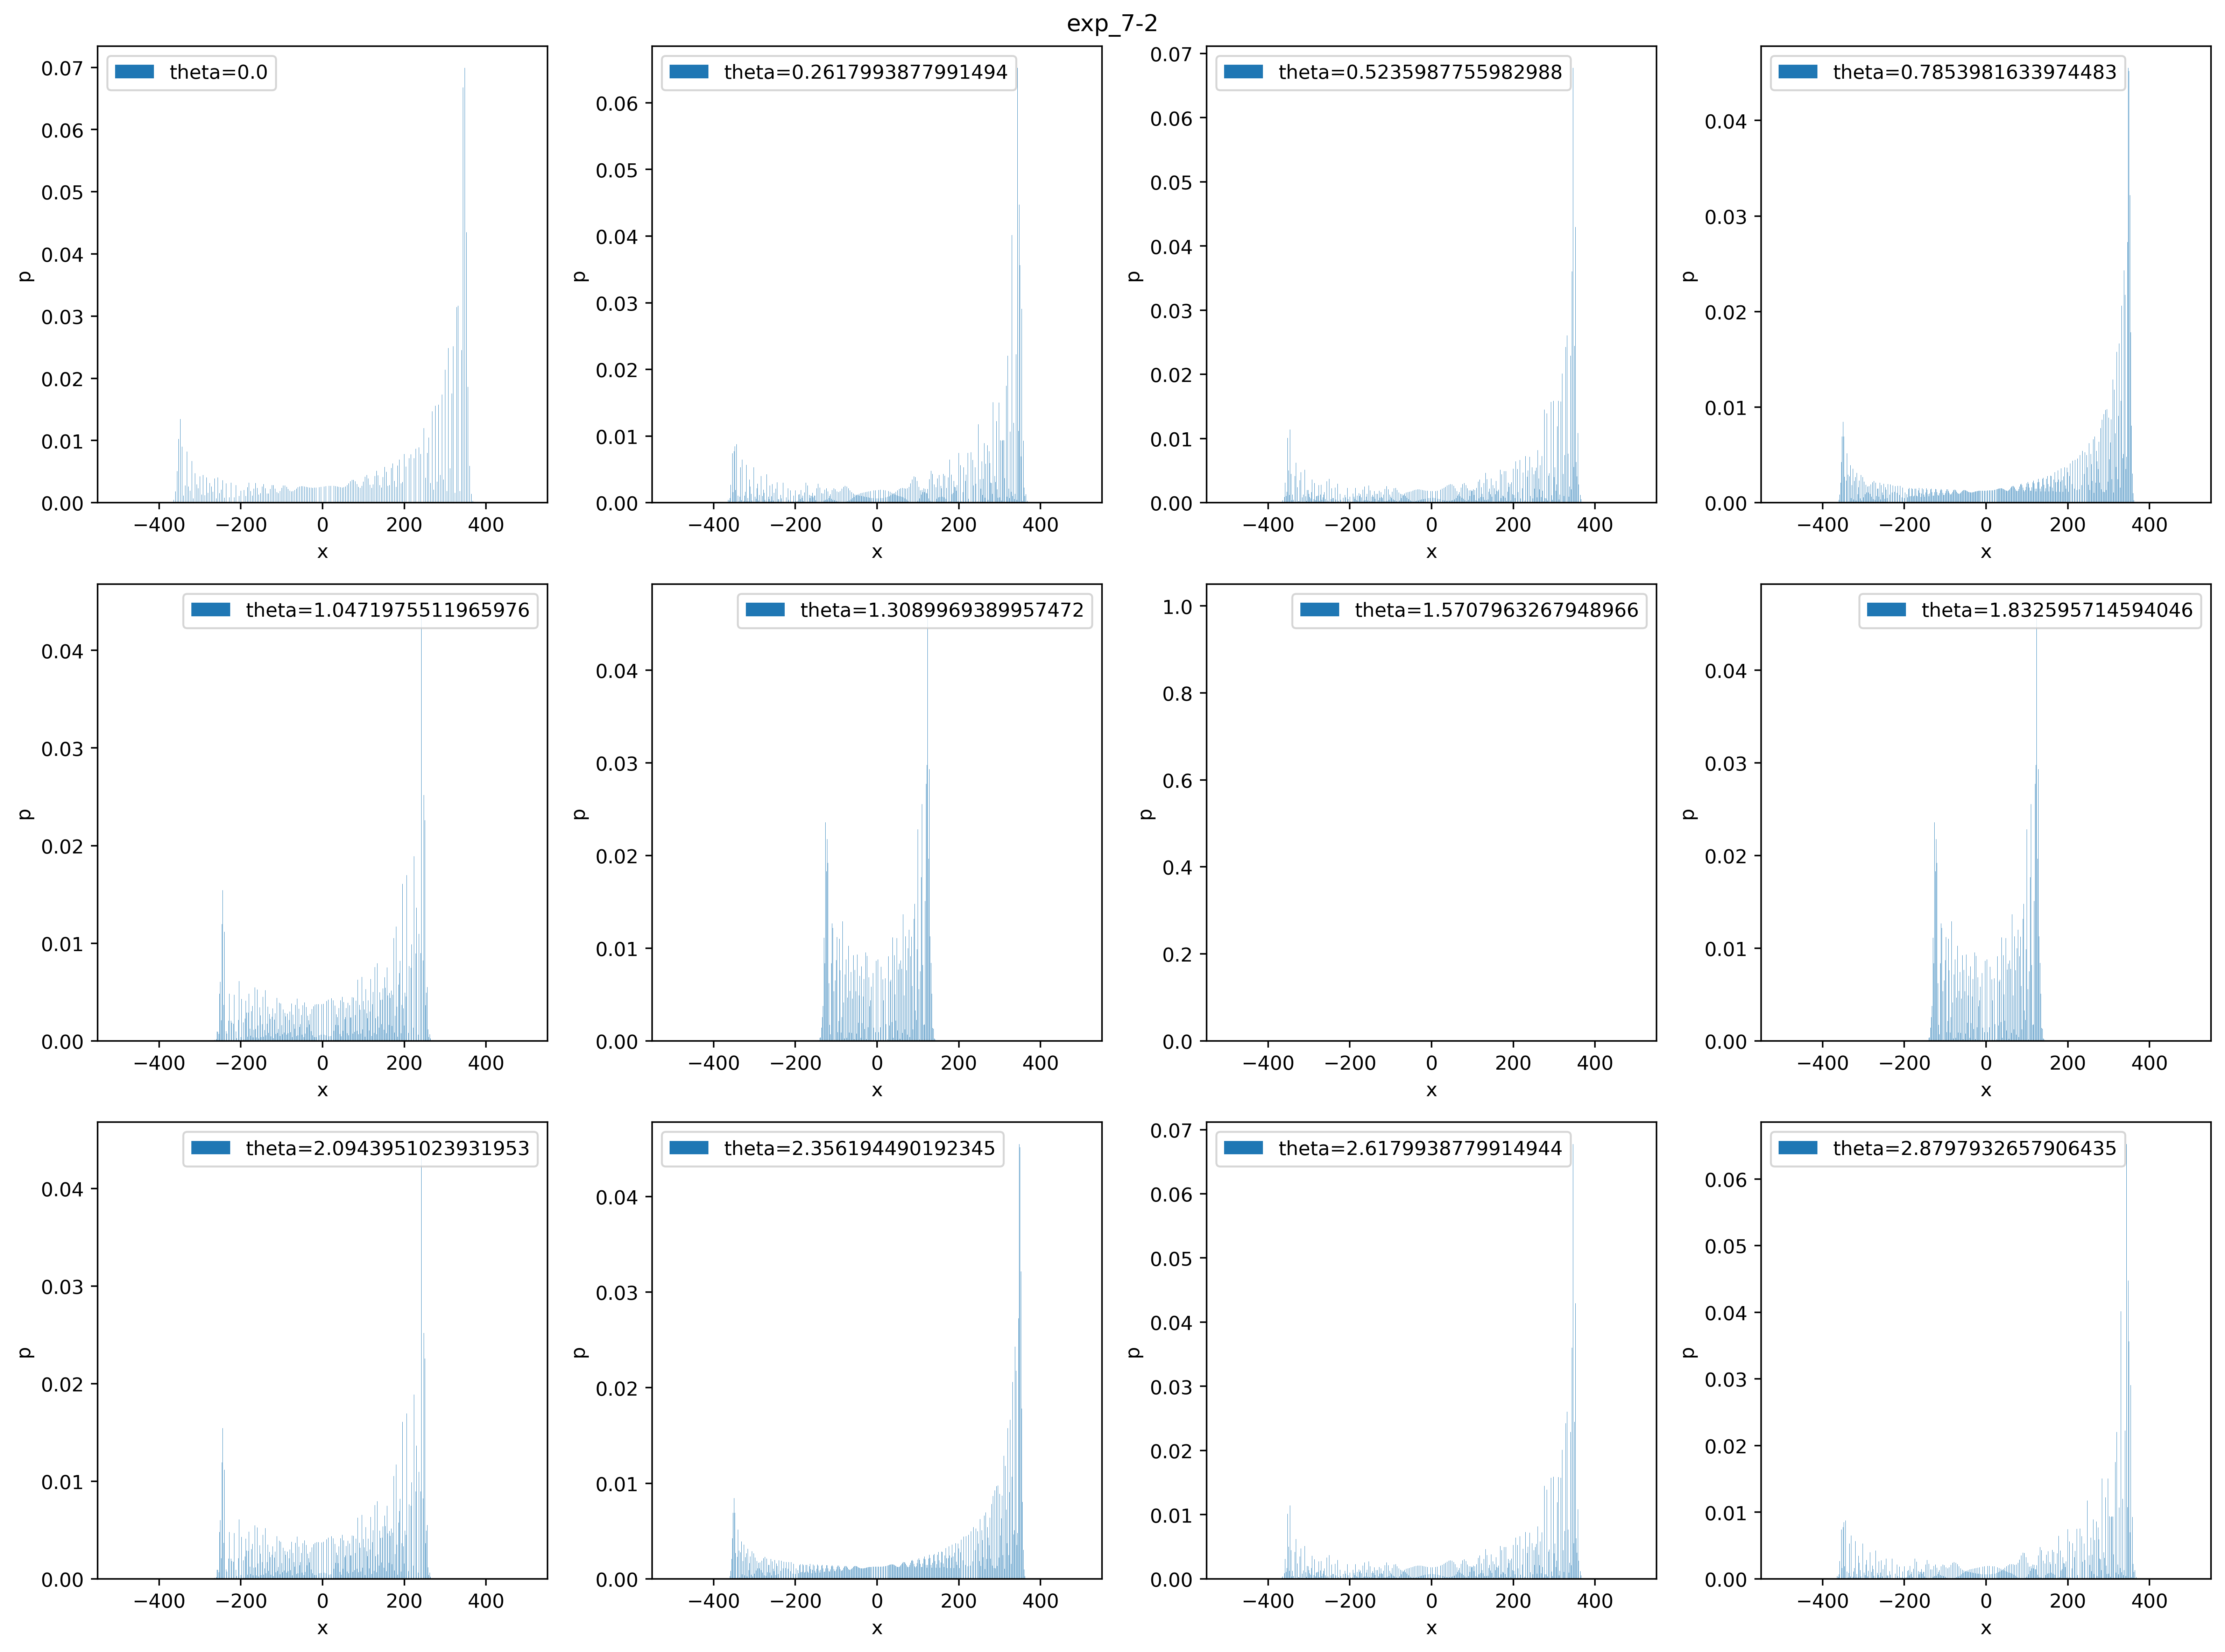 exp_7-2
theta=0.0
0.07
0.06
0.05
0.04
0.03
0.02
0.01
0.00
p
−400 −200 0 200 400
x
theta=0.2617993877991494
0.06
0.05
0.04
0.03
0.02
0.01
0.00
p
−400 −200 0 200 400
x
theta=0.5235987755982988
0.07
0.06
0.05
0.04
0.03
0.02
0.01
0.00
p
−400 −200 0 200 400
x
theta=0.7853981633974483
0.04
0.03
0.02
0.01
0.00
p
−400 −200 0 200 400
x
theta=1.0471975511965976
0.04
0.03
0.02
0.01
0.00
p
−400 −200 0 200 400
x
theta=1.3089969389957472
0.04
0.03
0.02
0.01
0.00
p
−400 −200 0 200 400
x
theta=1.5707963267948966
1.0
0.8
0.6
0.4
0.2
0.0
p
−400 −200 0 200 400
x
theta=1.832595714594046
0.04
0.03
0.02
0.01
0.00
p
−400 −200 0 200 400
x
theta=2.0943951023931953
0.04
0.03
0.02
0.01
0.00
p
−400 −200 0 200 400
x
theta=2.356194490192345
0.04
0.03
0.02
0.01
0.00
p
−400 −200 0 200 400
x
theta=2.6179938779914944
0.07
0.06
0.05
0.04
0.03
0.02
0.01
0.00
p
−400 −200 0 200 400
x
theta=2.8797932657906435
0.06
0.05
0.04
0.03
0.02
0.01
0.00
p
−400 −200 0 200 400
x